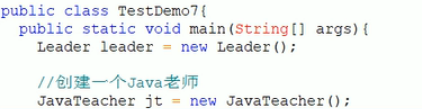 public class TestDemo7{
public static void main(String[] args){
Leader leader = new Leader();
//创建一个Java老师
JavaTeacher jt = new JavaTeacher();